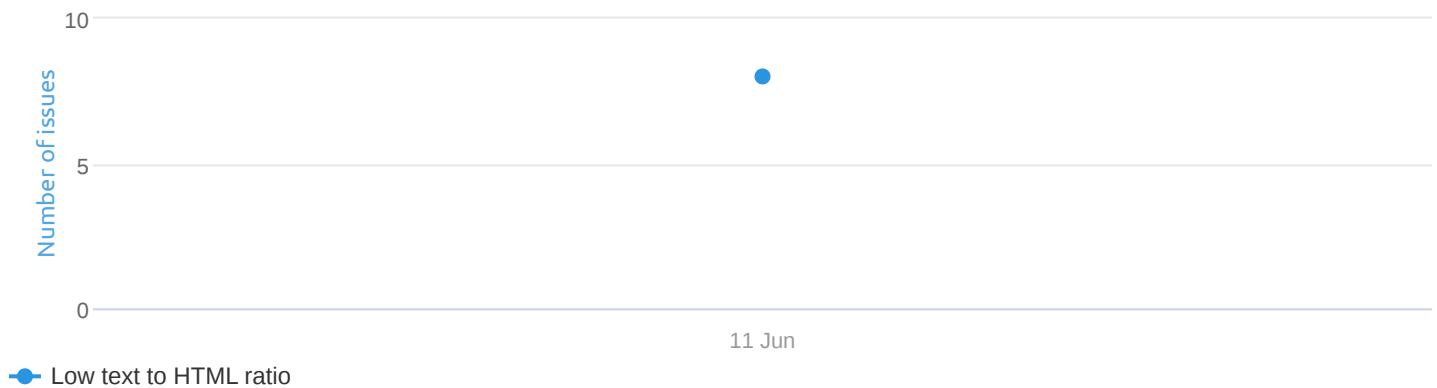 10
Number of issues
5
0
11 Jun
Low text to HTML ratio